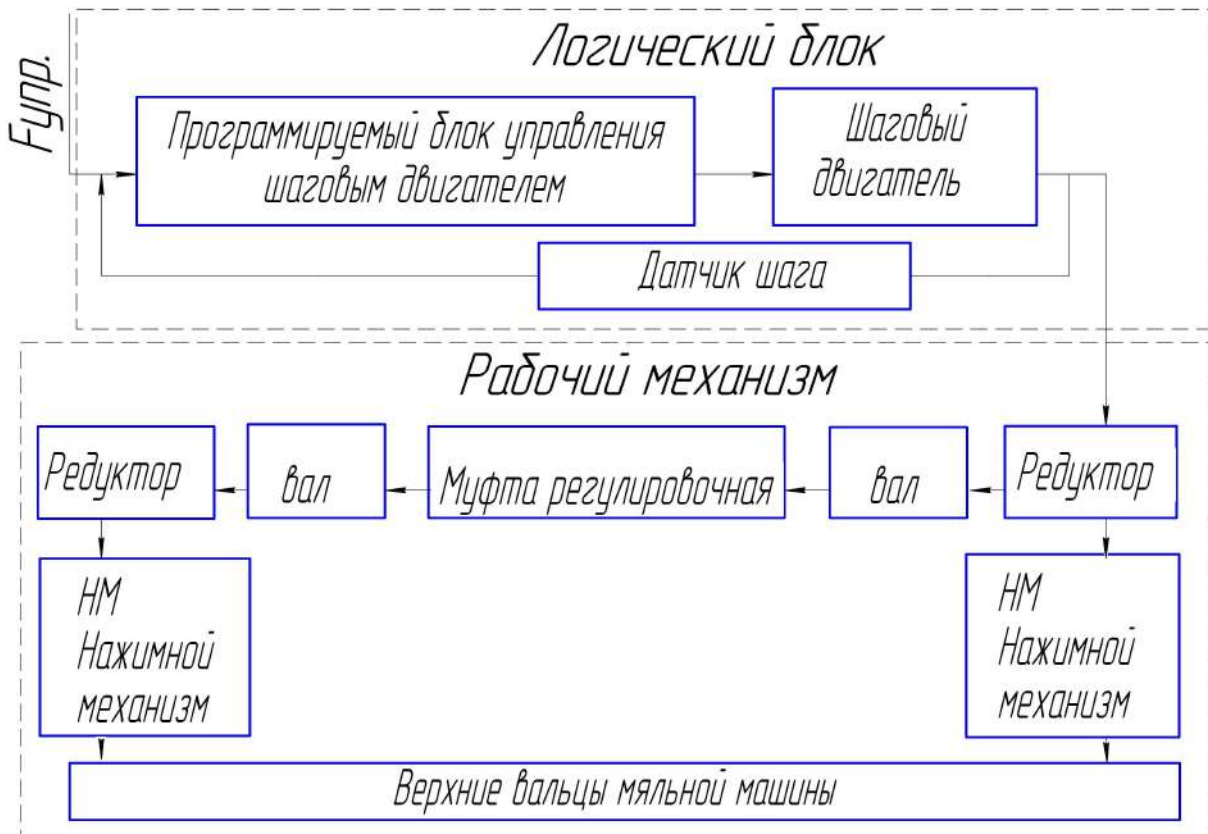 Fупр.
Логический блок
Программируемый блок управления
шаговым двигателем
Шаговый
двигатель
Датчик шага
Рабочий механизм
Редуктор
вал
Муфта регулировочная
вал
Редуктор
НМ
Нажимной
механизм
НМ
Нажимной
механизм
Верхние вальцы мяльной машины